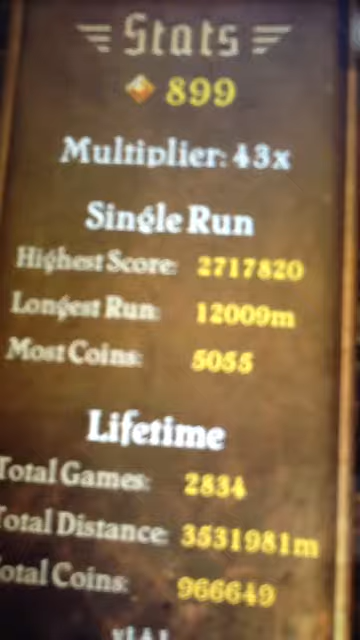 Stats
899
Multiplier: 43x
Single Run
Highest Score: 2717820
Longest Run: 12009m
Most Coins: 5055
Lifetime
Total Games: 2834
Total Distance: 3531981m
Total Coins: 966649